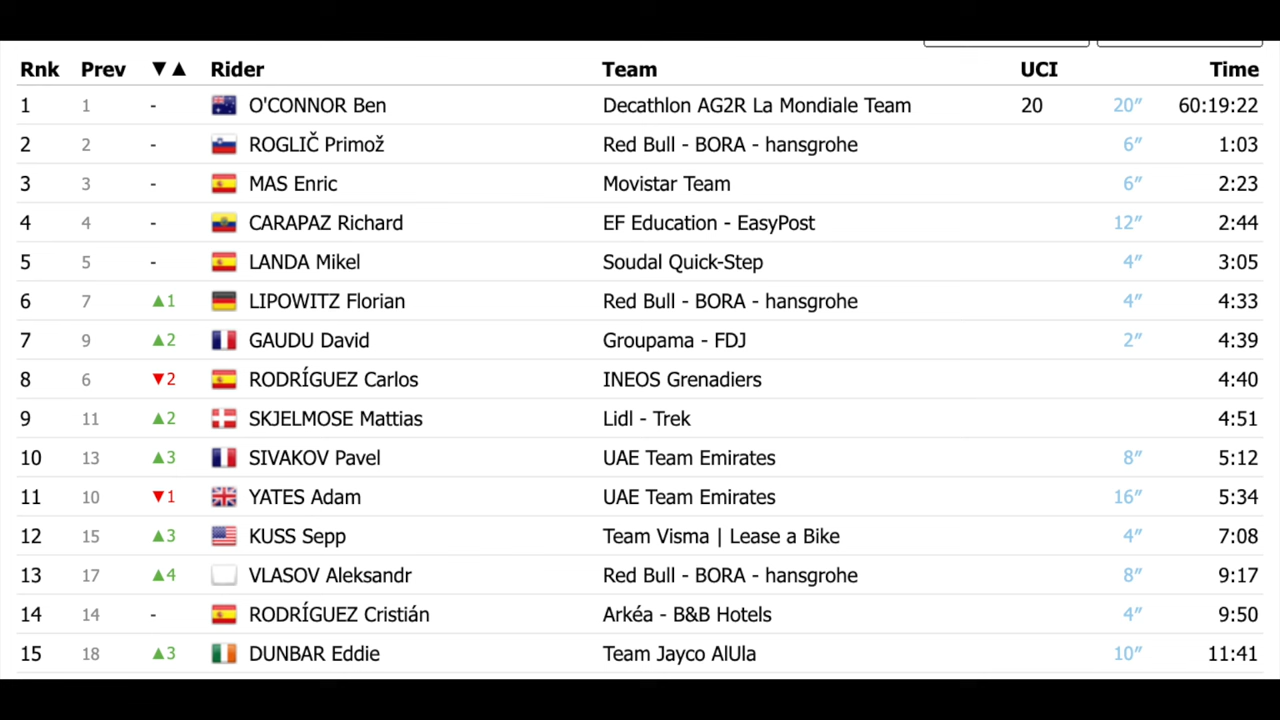 Rnk Prev ▼▲ Rider Team UCI Time
1 1 - O'CONNOR Ben Decathlon AG2R La Mondiale Team 20 20″ 60:19:22
2 2 - ROGLIČ Primož Red Bull - BORA - hansgrohe 6″ 1:03
3 3 - MAS Enric Movistar Team 6″ 2:23
4 4 - CARAPAZ Richard EF Education - EasyPost 12″ 2:44
5 5 - LANDA Mikel Soudal Quick-Step 4″ 3:05
6 7 ▲1 LIPOWITZ Florian Red Bull - BORA - hansgrohe 4″ 4:33
7 9 ▲2 GAUDU David Groupama - FDJ 2″ 4:39
8 6 ▼2 RODRÍGUEZ Carlos INEOS Grenadiers 4:40
9 11 ▲2 SKJELMOSE Mattias Lidl - Trek 4:51
10 13 ▲3 SIVAKOV Pavel UAE Team Emirates 8″ 5:12
11 10 ▼1 YATES Adam UAE Team Emirates 16″ 5:34
12 15 ▲3 KUSS Sepp Team Visma | Lease a Bike 4″ 7:08
13 17 ▲4 VLASOV Aleksandr Red Bull - BORA - hansgrohe 8″ 9:17
14 14 - RODRÍGUEZ Cristián Arkéa - B&B Hotels 4″ 9:50
15 18 ▲3 DUNBAR Eddie Team Jayco AlUla 10″ 11:41